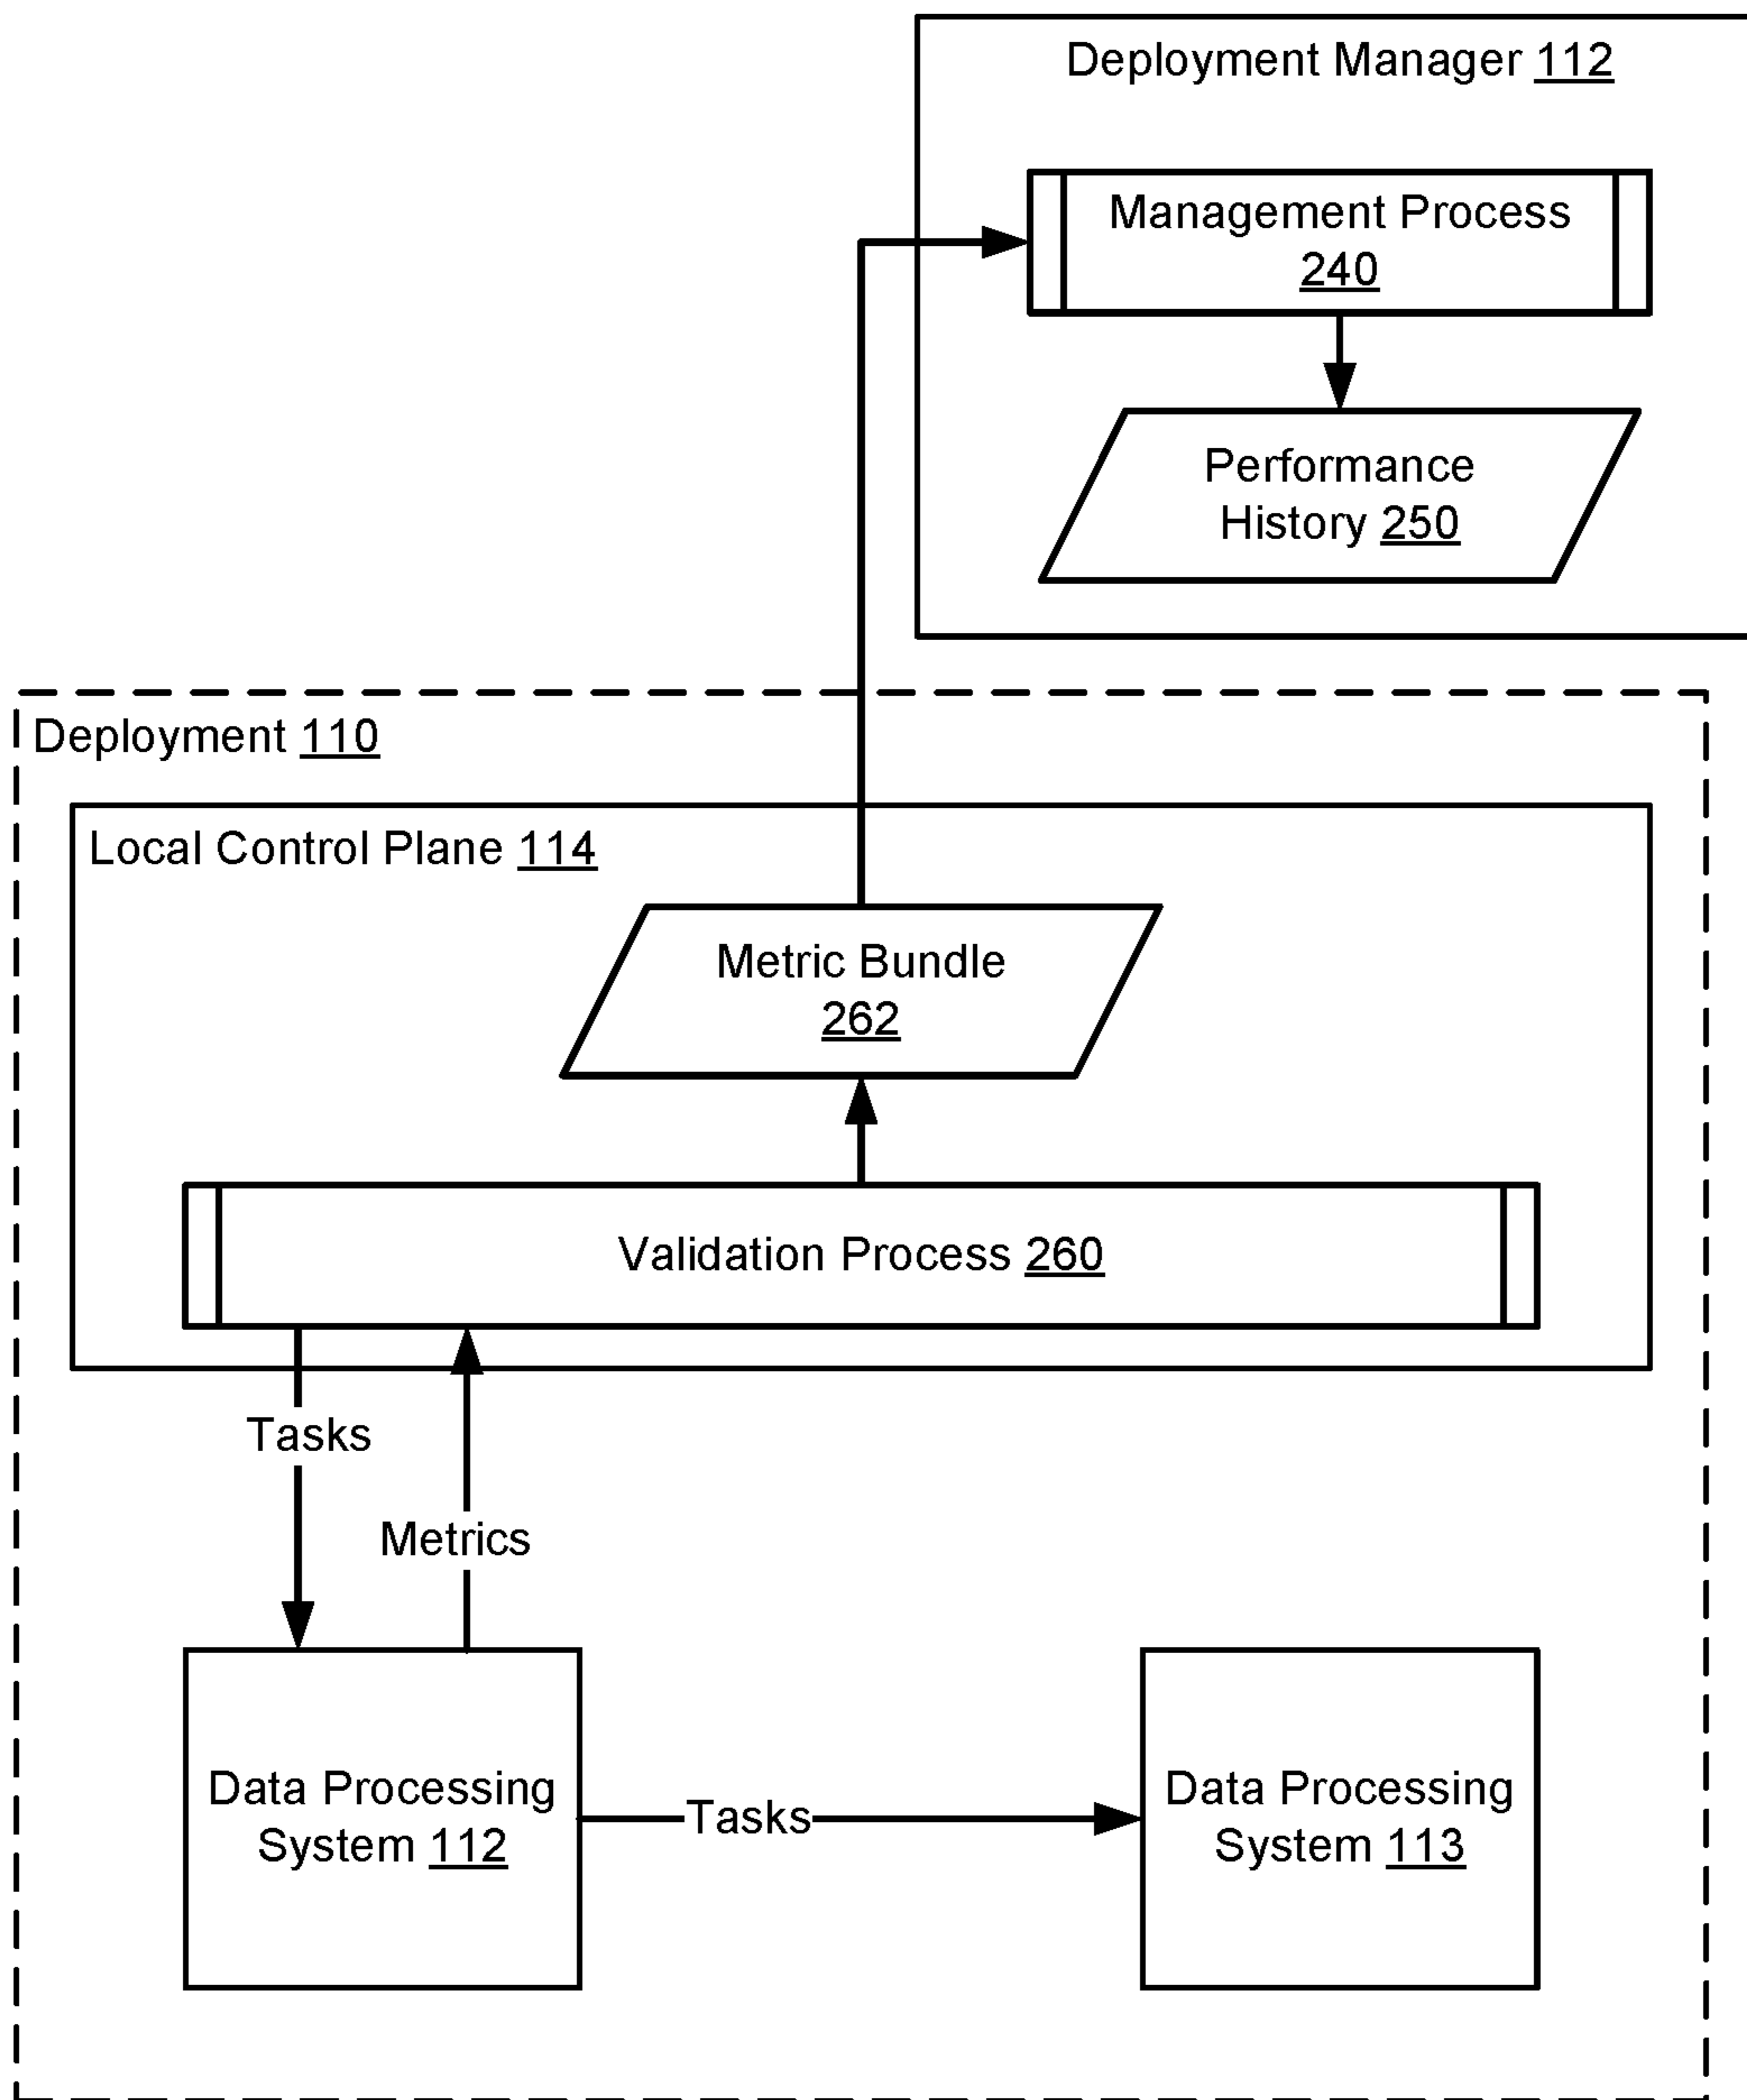 Deployment Manager 112
Management Process
240
Performance
History 250
Deployment 110
Local Control Plane 114
Metric Bundle
262
Validation Process 260
Tasks
Metrics
Data Processing
System 112
Tasks
Data Processing
System 113